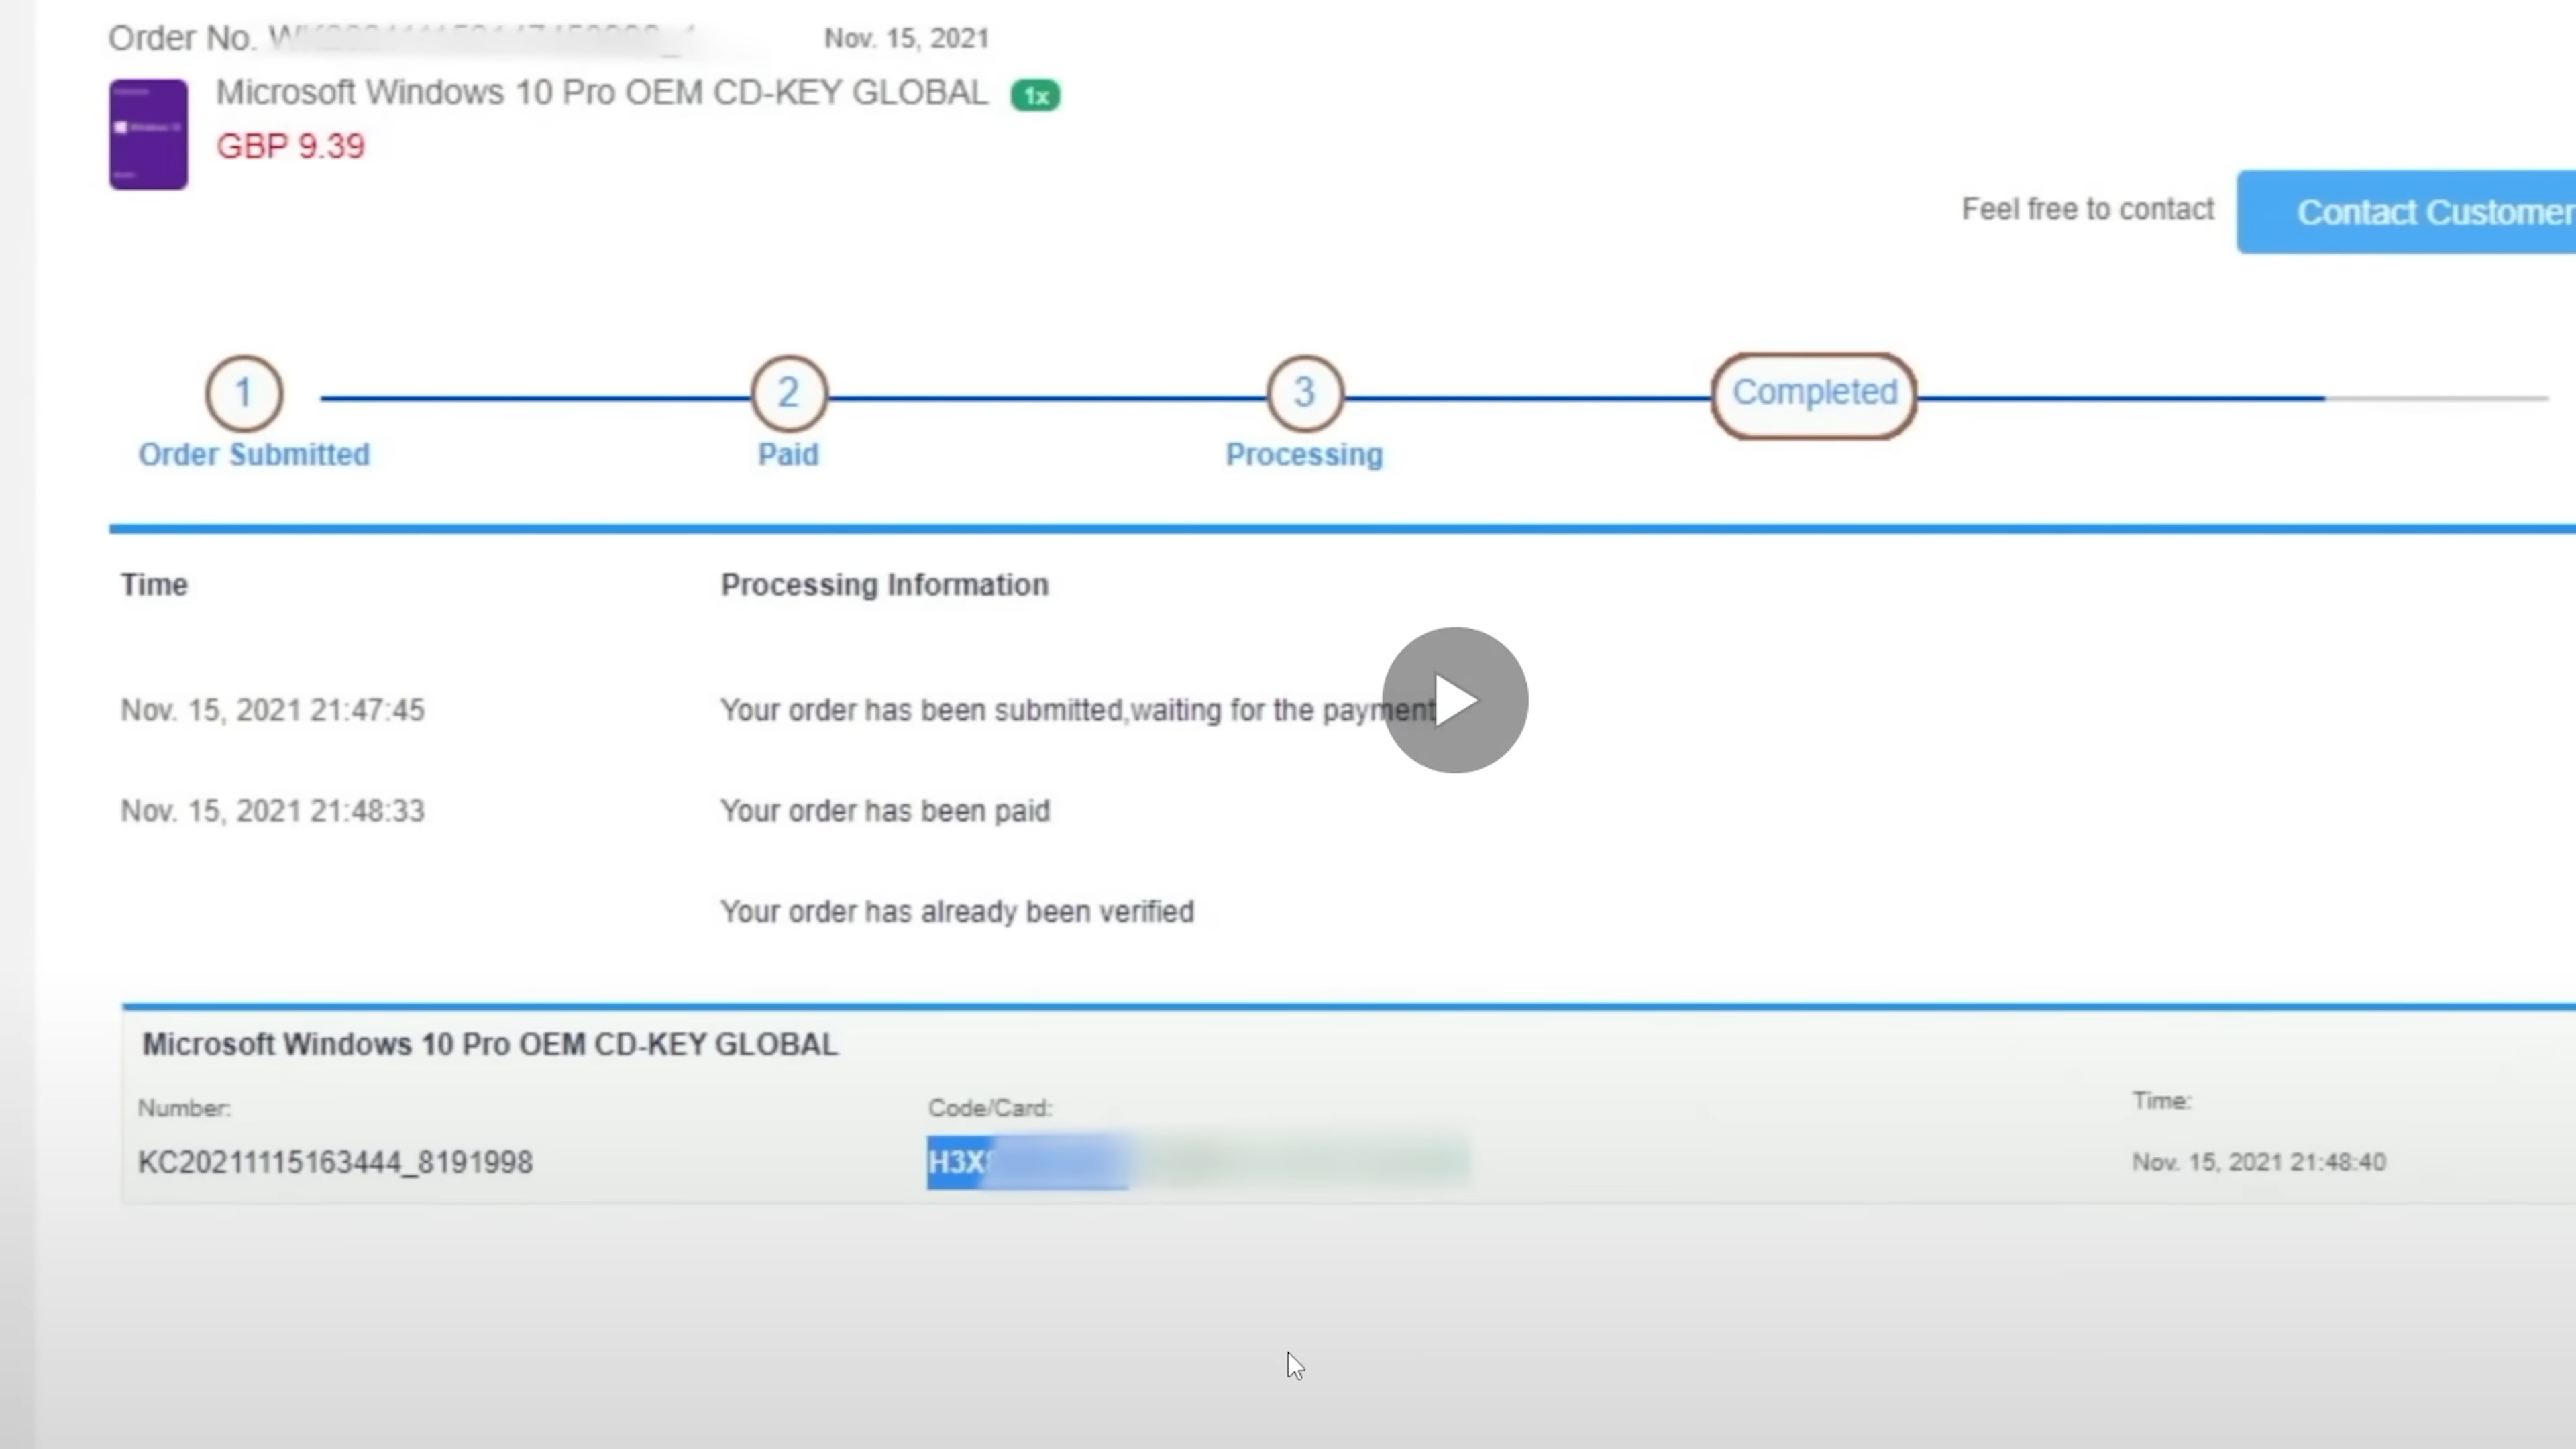 Order No.
Nov. 15, 2021
Microsoft Windows 10 Pro OEM CD-KEY GLOBAL 1x
GBP 9.39
Feel free to contact
Contact Customer
1
2
3
Completed
Order Submitted
Paid
Processing
Time
Processing Information
Nov. 15, 2021 21:47:45
Your order has been submitted,waiting for the payment
Nov. 15, 2021 21:48:33
Your order has been paid
Your order has already been verified
Microsoft Windows 10 Pro OEM CD-KEY GLOBAL
Number:
Code/Card:
Time:
KC20211115163444_8191998
H3X
Nov. 15, 2021 21:48:40